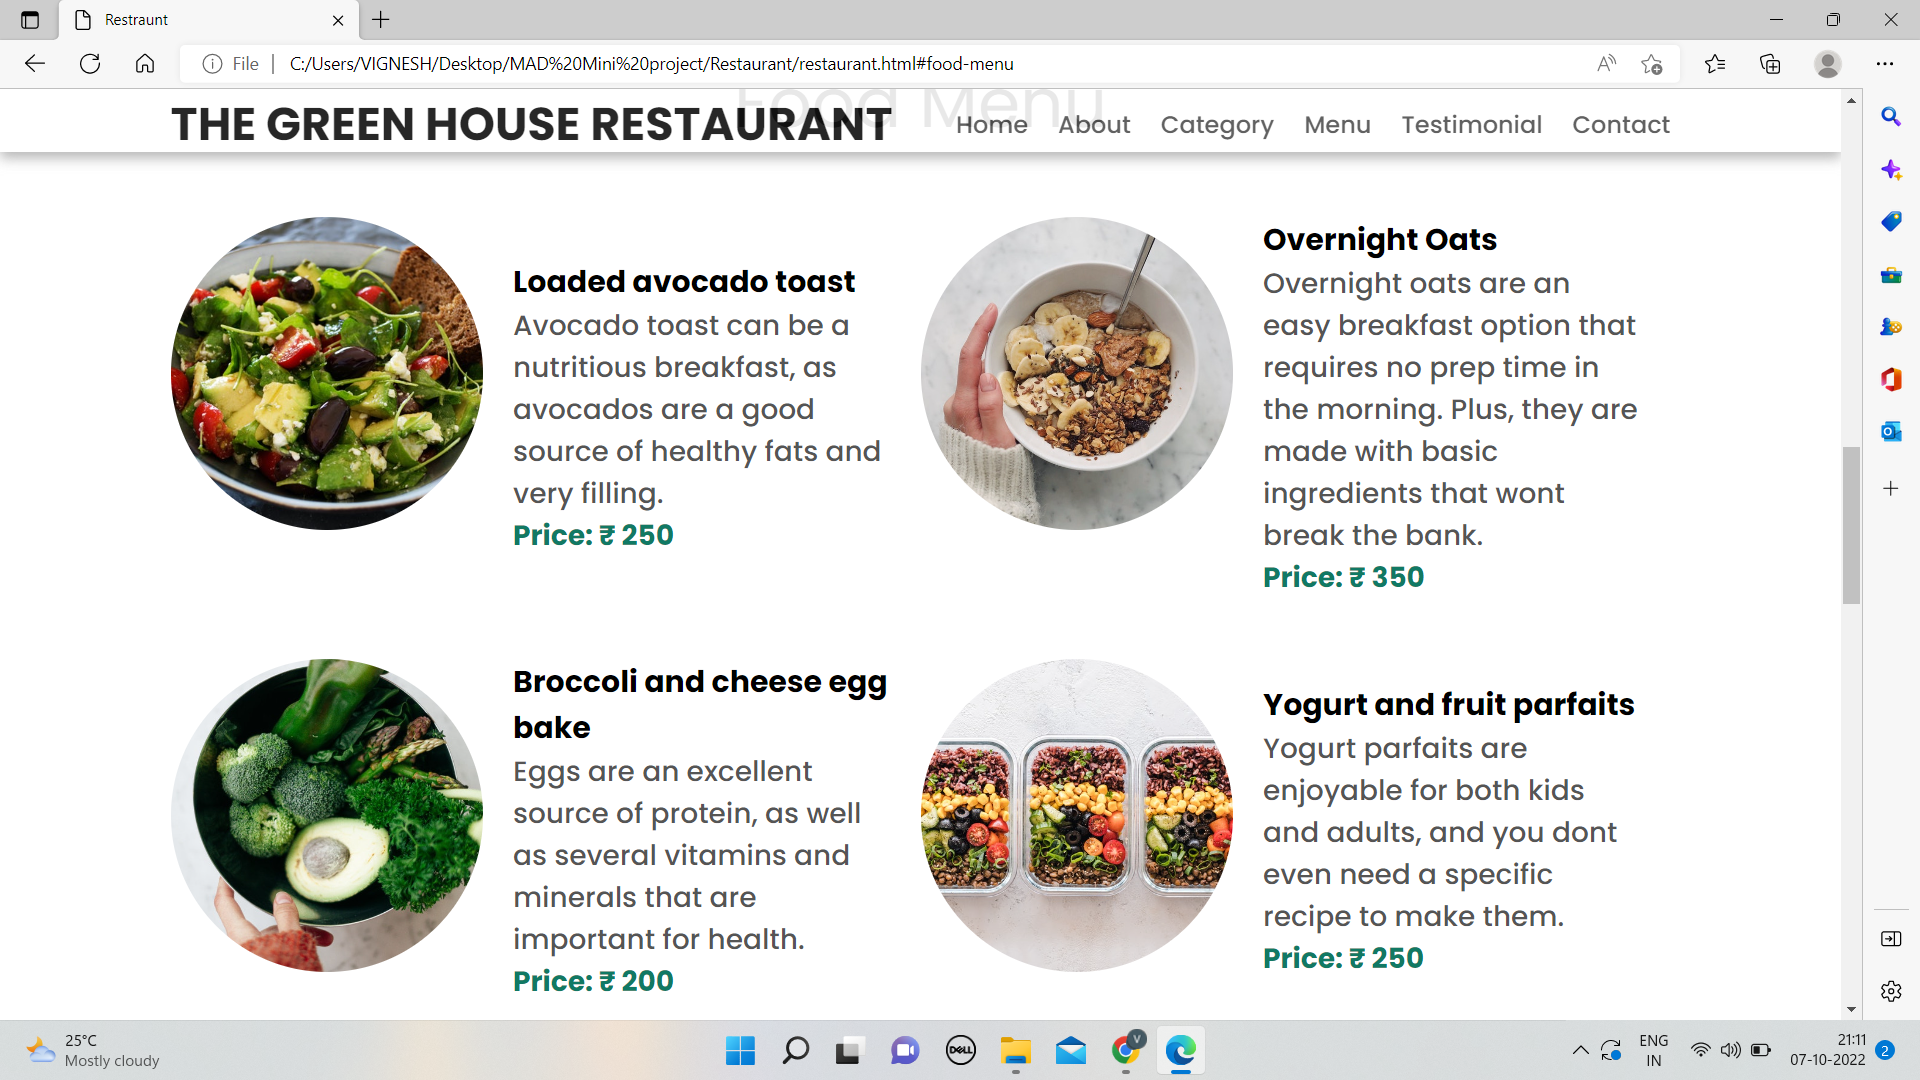 Restraunt
File
C:/Users/VIGNESH/Desktop/MAD%20Mini%20project/Restaurant/restaurant.html#food-menu
Food Menu
THE GREEN HOUSE RESTAURANT
Home About Category Menu Testimonial Contact
Loaded avocado toast
Avocado toast can be a
nutritious breakfast, as
avocados are a good
source of healthy fats and
very filling.
Price: ₹ 250
Overnight Oats
Overnight oats are an
easy breakfast option that
requires no prep time in
the morning. Plus, they are
made with basic
ingredients that wont
break the bank.
Price: ₹ 350
Broccoli and cheese egg
bake
Eggs are an excellent
source of protein, as well
as several vitamins and
minerals that are
important for health.
Price: ₹ 200
Yogurt and fruit parfaits
Yogurt parfaits are
enjoyable for both kids
and adults, and you dont
even need a specific
recipe to make them.
Price: ₹ 250
25°C
Mostly cloudy
DELL
V
ENG
IN
21:11
07-10-2022
2